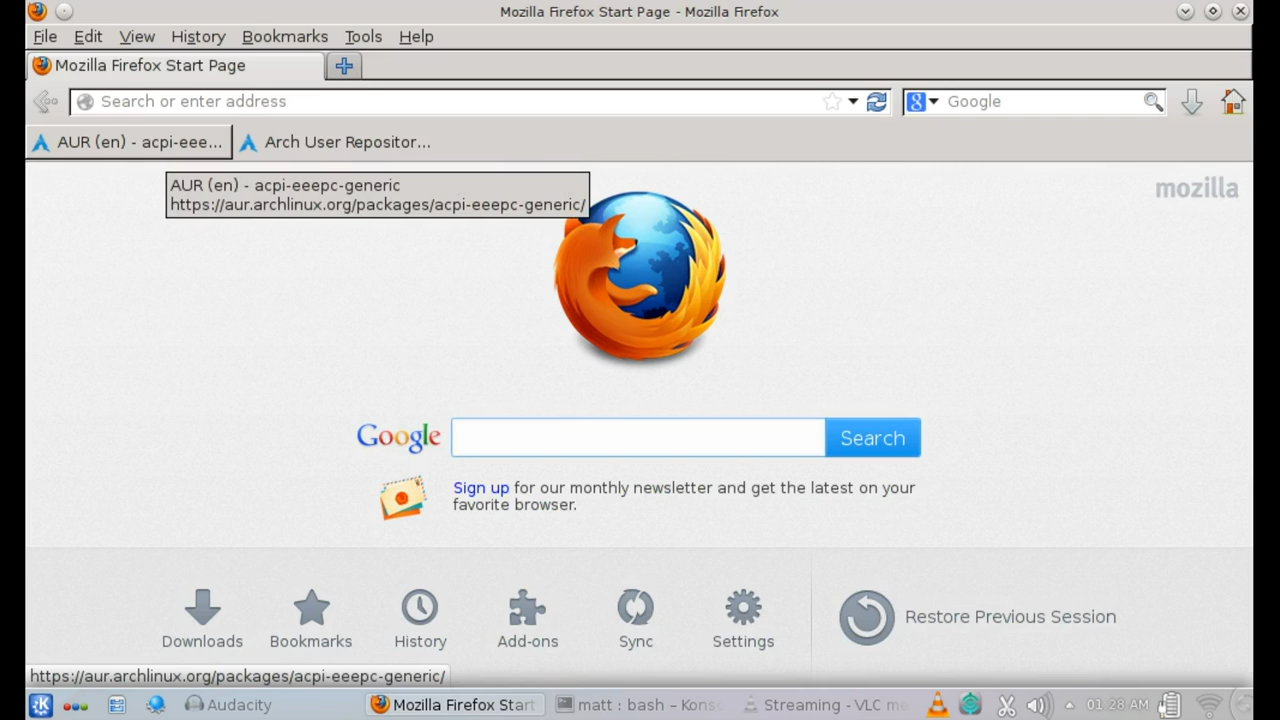 Mozilla Firefox Start Page - Mozilla Firefox
File Edit View History Bookmarks Tools Help
Mozilla Firefox Start Page
Search or enter address
8 Google
AUR (en) - acpi-eee... Arch User Repositor...
mozilla
AUR (en) - acpi-eeepc-generic
https://aur.archlinux.org/packages/acpi-eeepc-generic/
Google Search
Sign up for our monthly newsletter and get the latest on your
favorite browser.
Downloads Bookmarks History Add-ons Sync Settings Restore Previous Session
https://aur.archlinux.org/packages/acpi-eeepc-generic/
K Audacity Mozilla Firefox Start matt : bash – Konso Streaming - VLC me 01:28 AM